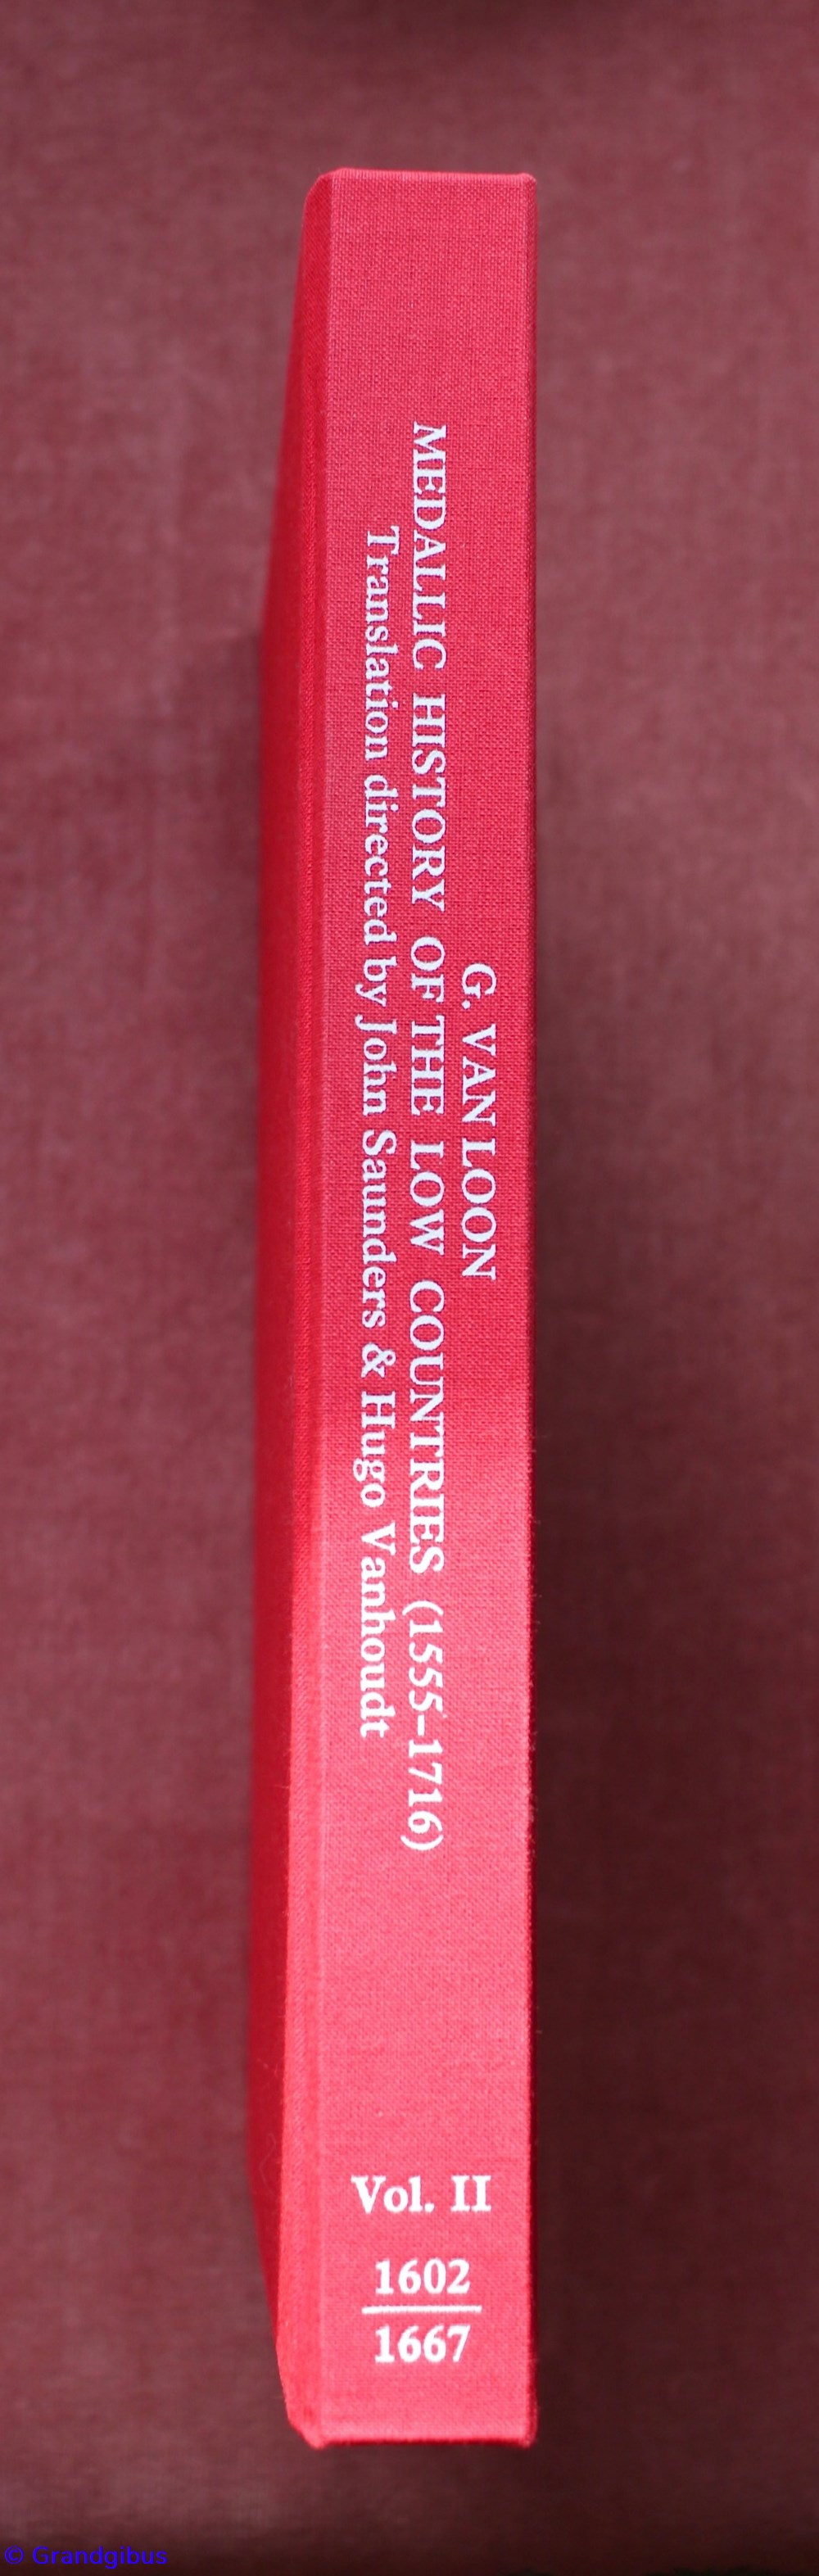 G. VAN LOON
MEDALLIC HISTORY OF THE LOW COUNTRIES (1555–1716)
Translation directed by John Saunders & Hugo Vanhoudt
Vol. II
1602
1667
© Grandgibus